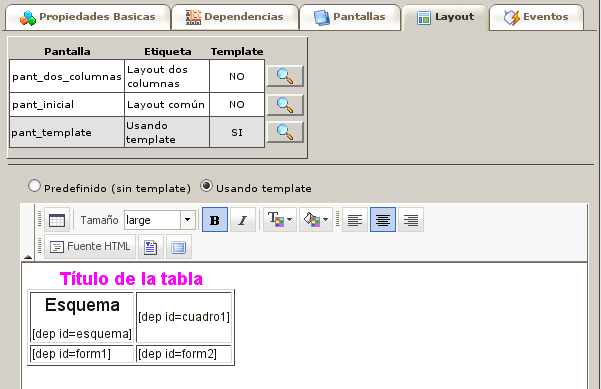 Propiedades Basicas Dependencias Pantallas Layout Eventos
Pantalla Etiqueta Template
pant_dos_columnas Layout dos columnas NO
pant_inicial Layout común NO
pant_template Usando template SI
Predefinido (sin template) Usando template
Tamaño large B I T
Fuente HTML
Título de la tabla
Esquema
[dep id=esquema] [dep id=cuadro1]
[dep id=form1] [dep id=form2]